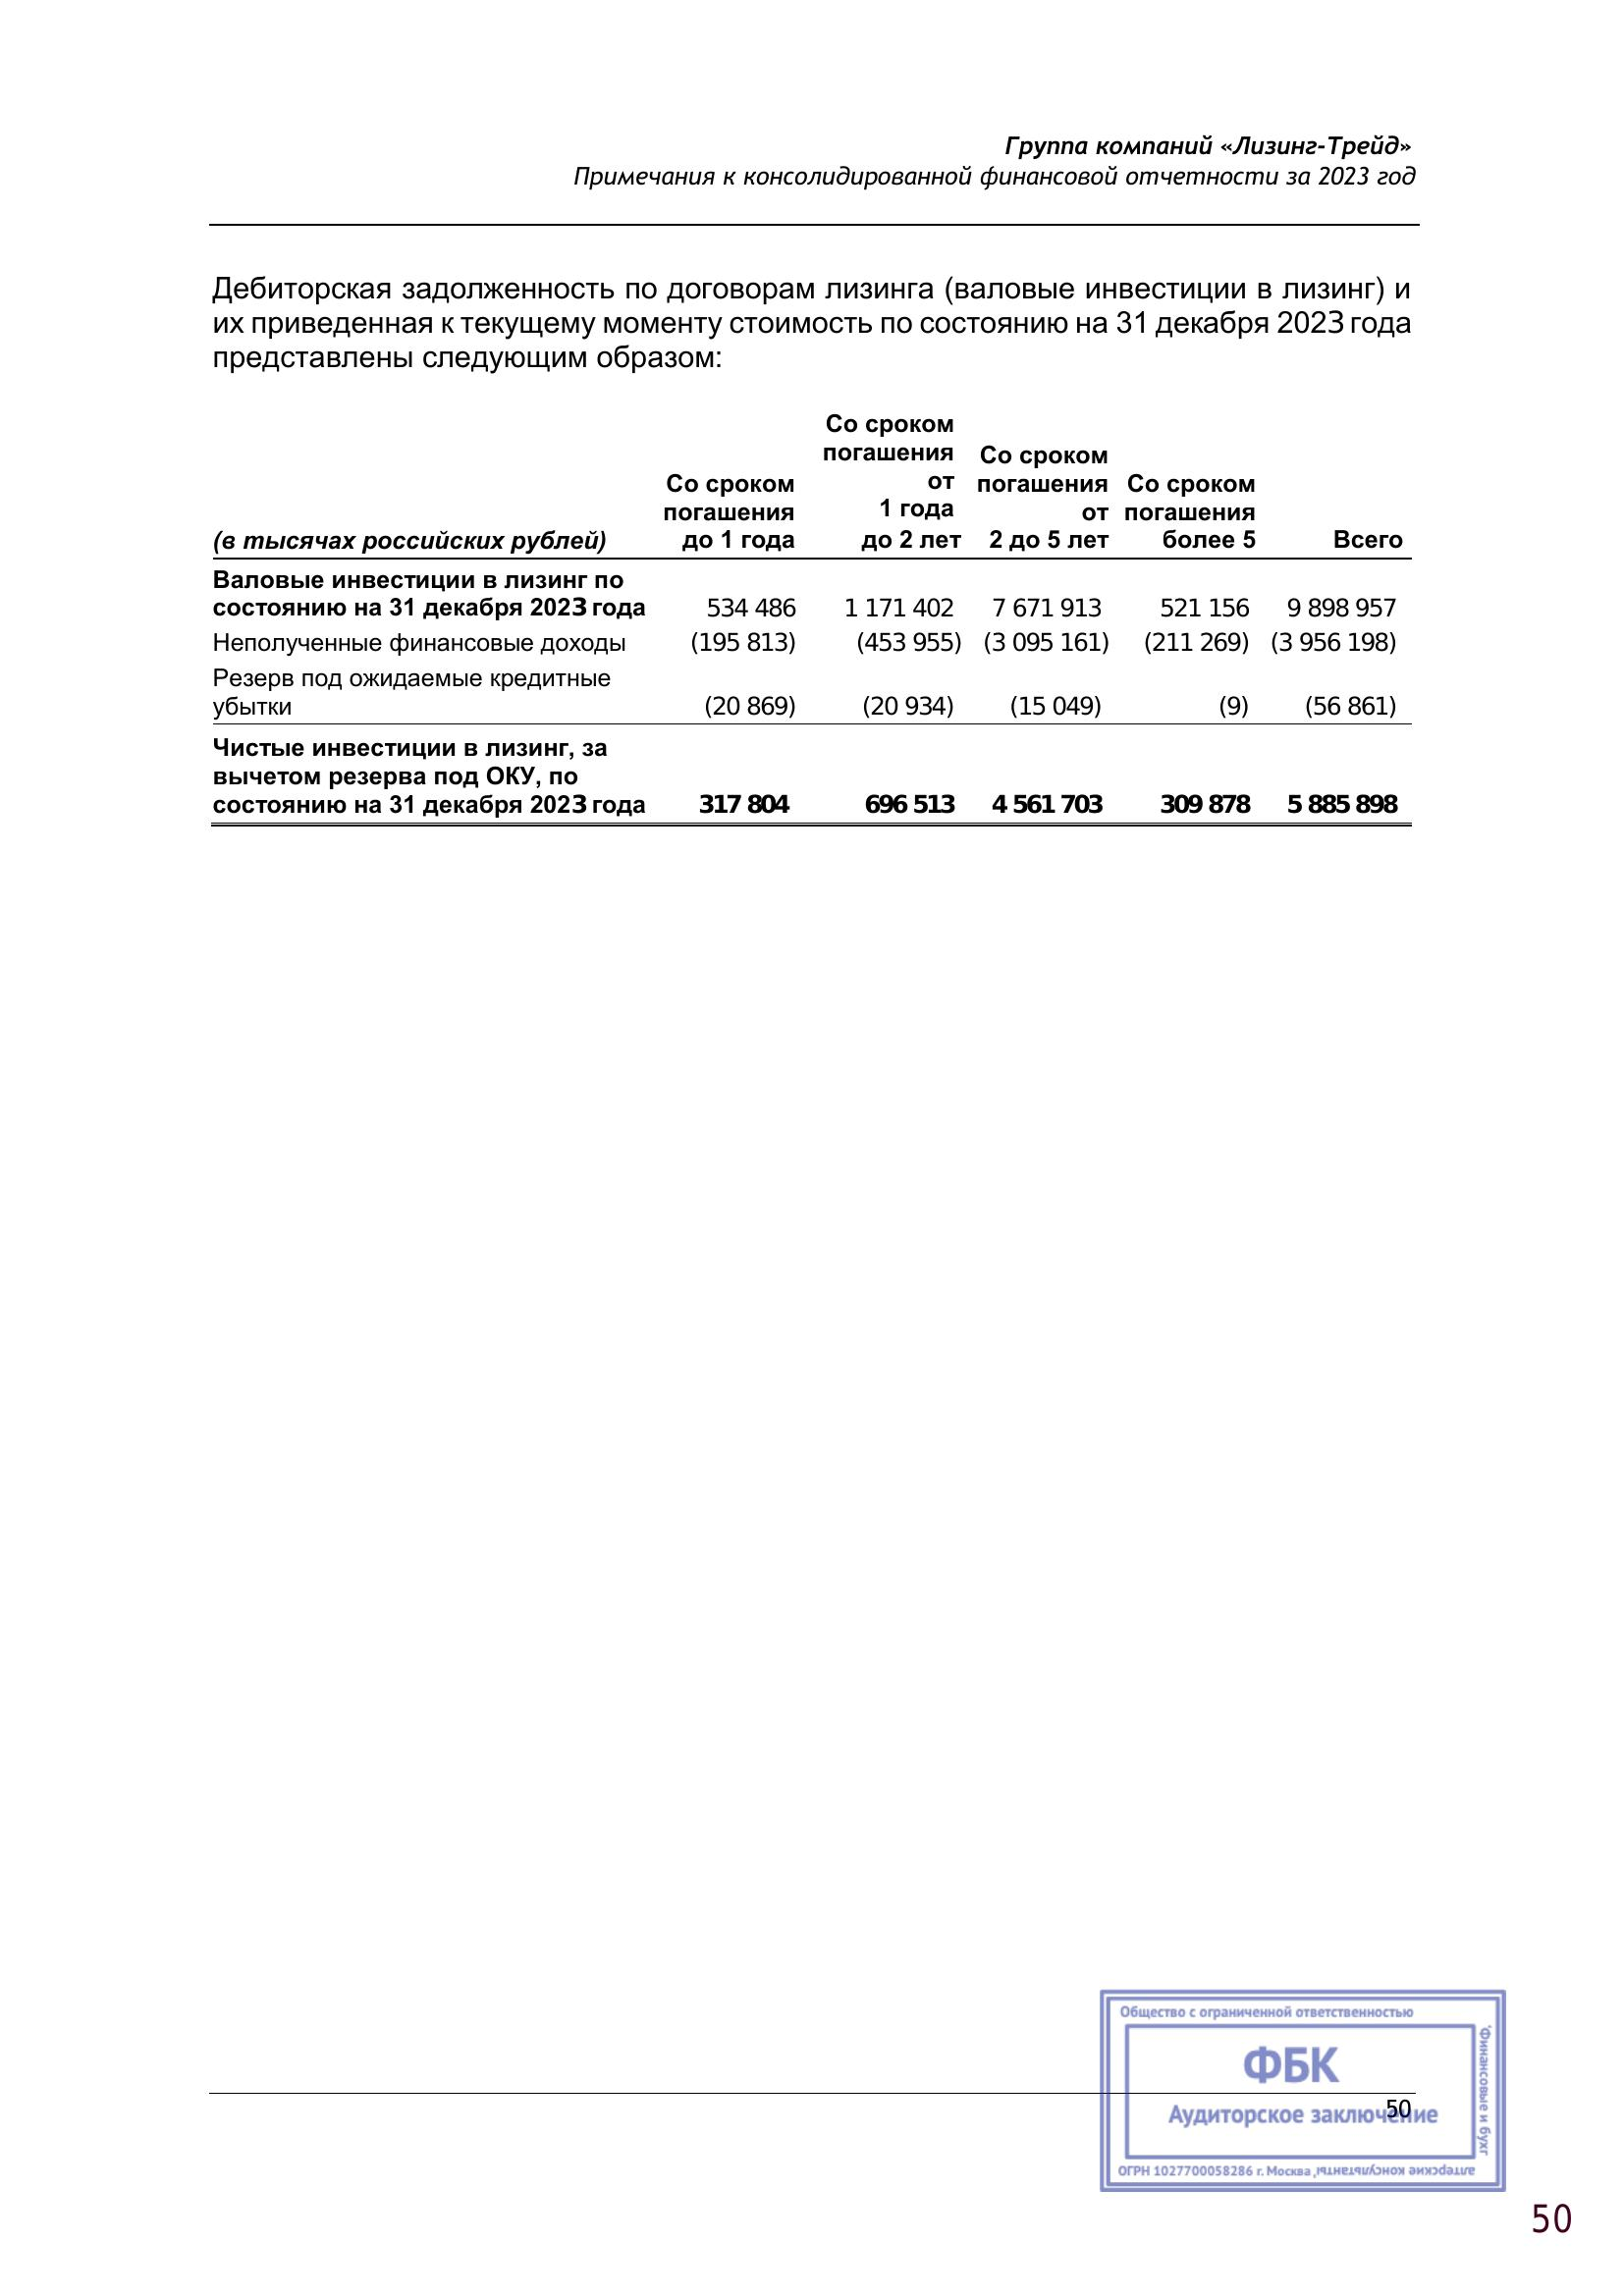 Группа компаний «Лизинг-Трейд»
Примечания к консолидированной финансовой отчетности за 2023 год
Дебиторская задолженность по договорам лизинга (валовые инвестиции в лизинг) и
их приведенная к текущему моменту стоимость по состоянию на 31 декабря 2023 года
представлены следующим образом:
(в тысячах российских рублей)
Со сроком
погашения
до 1 года
Со сроком
погашения
от
1 года
до 2 лет
Со сроком
погашения
от
2 до 5 лет
Со сроком
погашения
более 5
Всего
Валовые инвестиции в лизинг по
состоянию на 31 декабря 2023 года 534 486 1 171 402 7 671 913 521 156 9 898 957
Неполученные финансовые доходы (195 813) (453 955) (3 095 161) (211 269) (3 956 198)
Резерв под ожидаемые кредитные
убытки (20 869) (20 934) (15 049) (9) (56 861)
Чистые инвестиции в лизинг, за
вычетом резерва под ОКУ, по
состоянию на 31 декабря 2023 года 317 804 696 513 4 561 703 309 878 5 885 898
Общество с ограниченной ответственностью
"Финансовые и бухг
алтерские консультанты"
ФБК
Аудиторское заключение
ОГРН 1027700058286 г. Москва
50
50